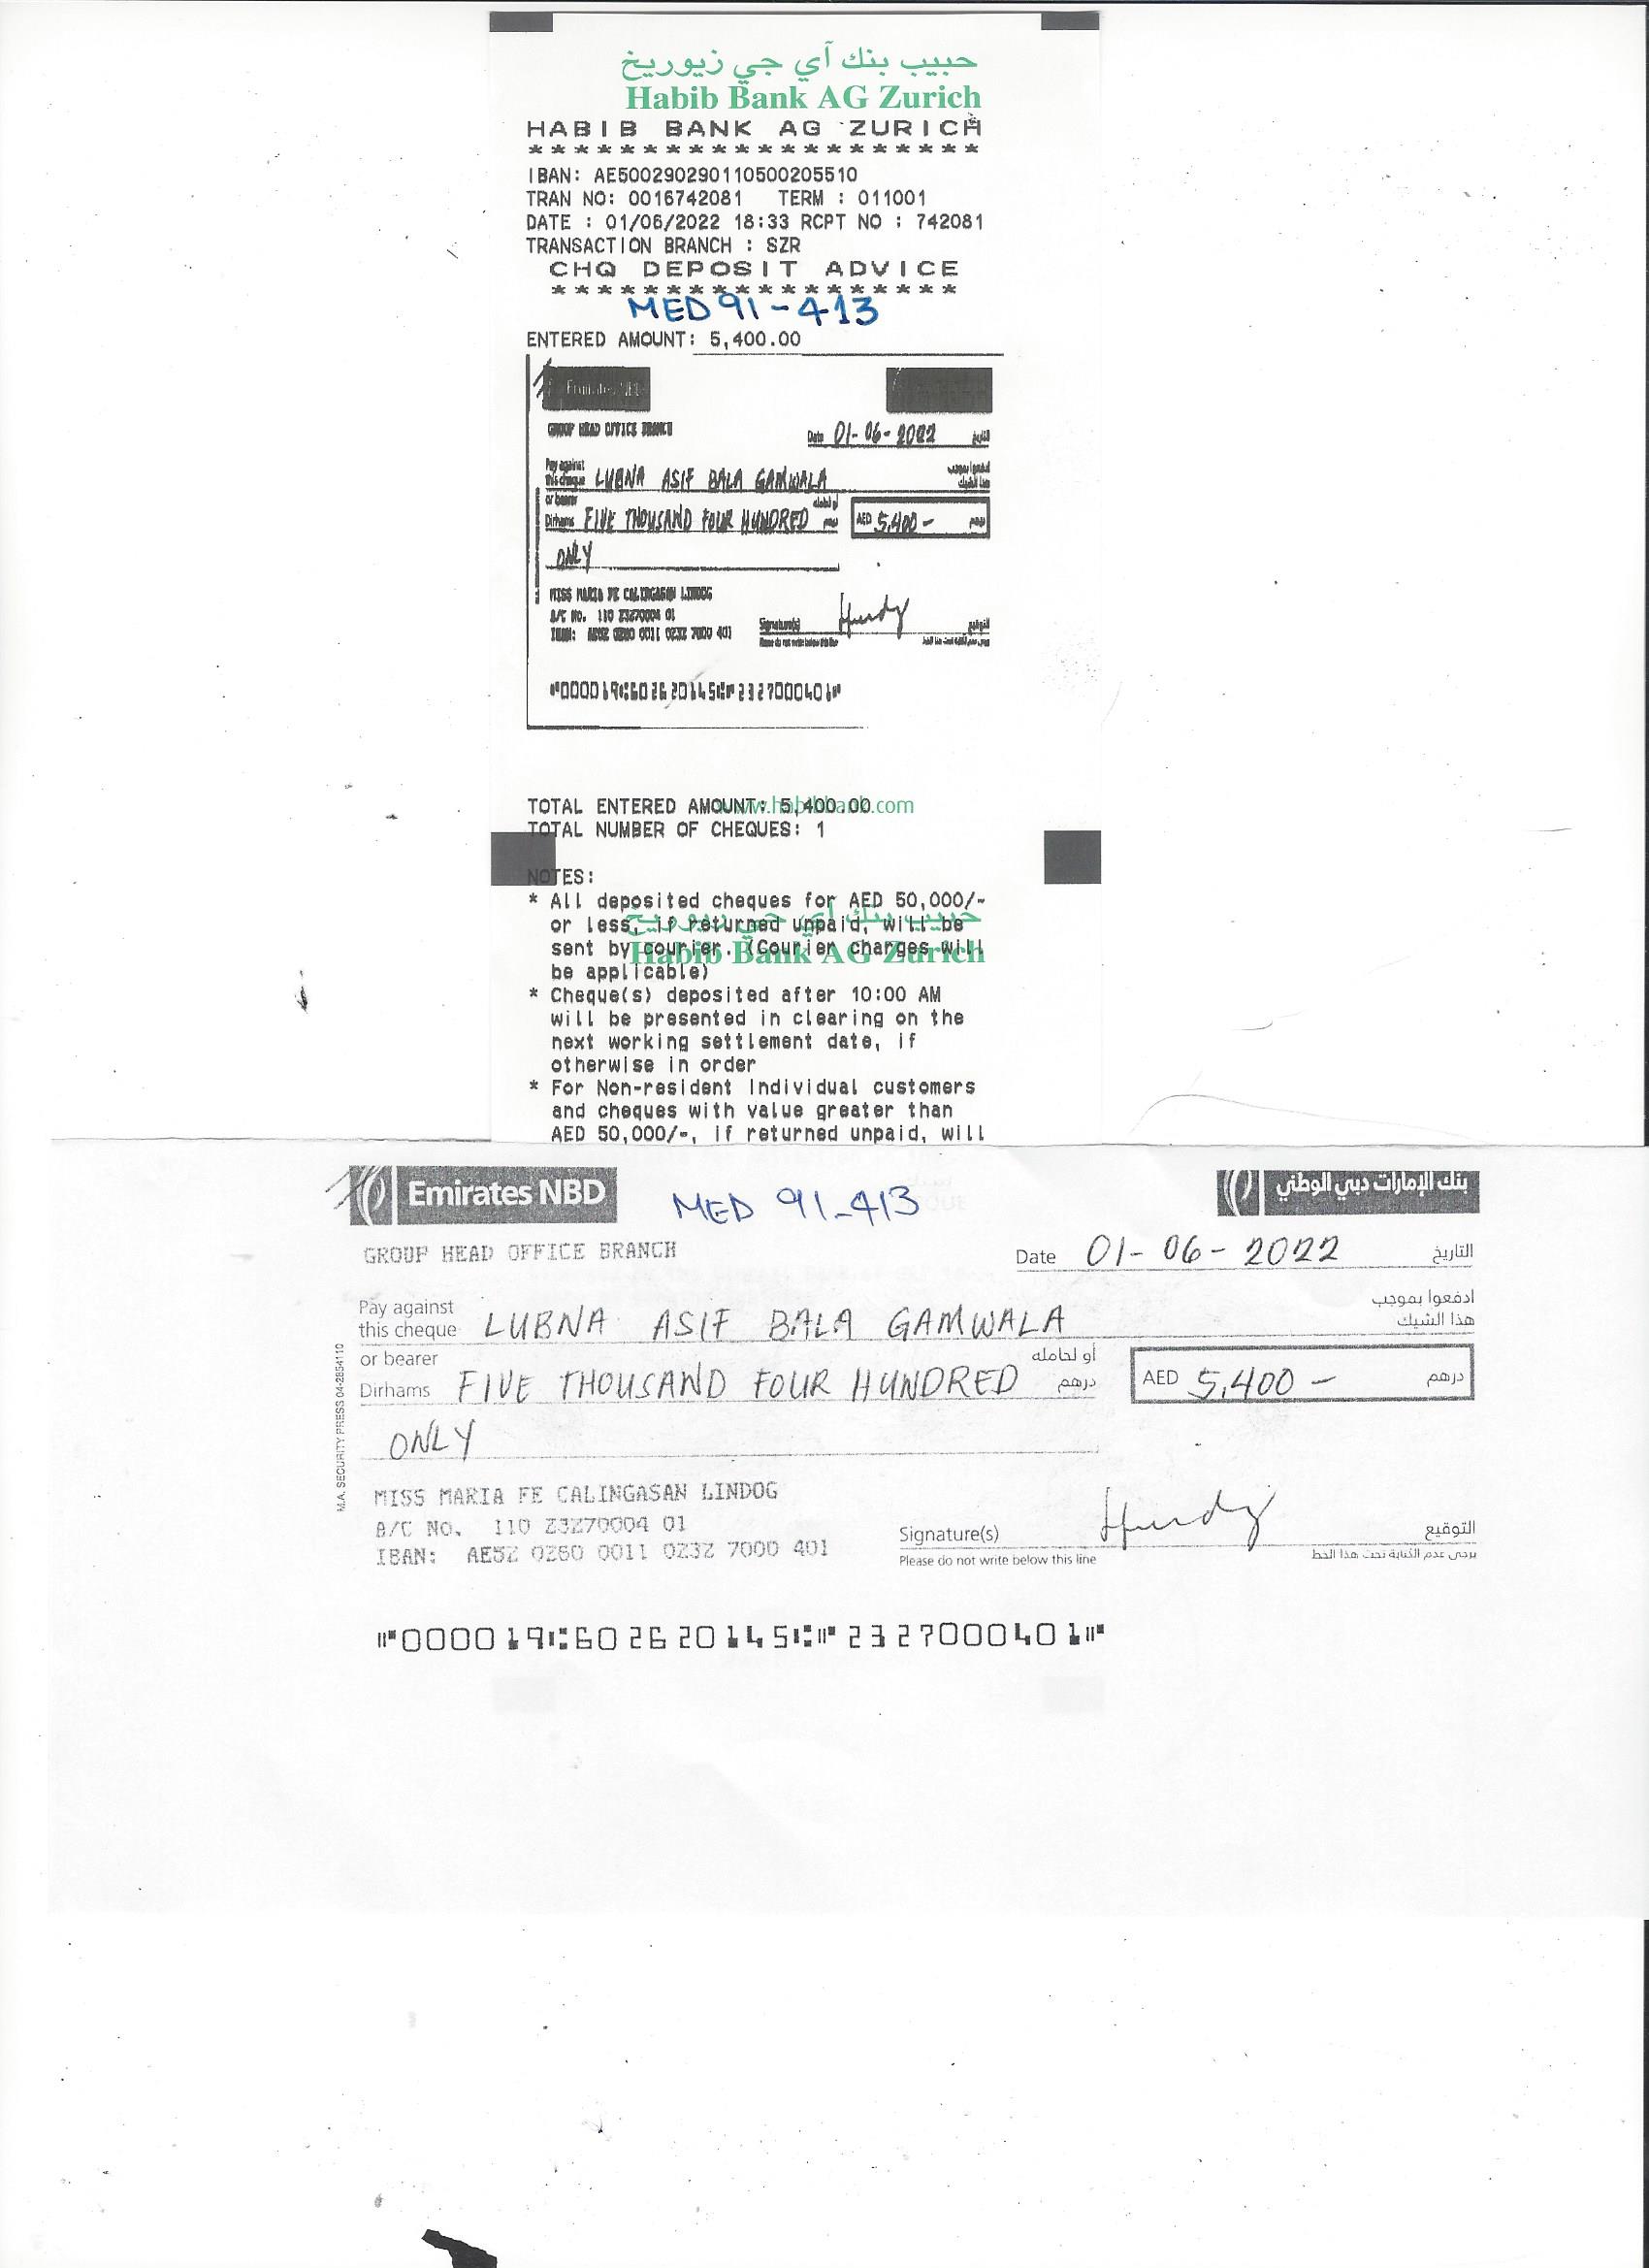 حبيب بنك آي جي زيوريخ
Habib Bank AG Zurich
HABIB BANK AG ZURICH
* * * * * * * * * * * * * * * * * * * *
IBAN: AE500290290110500205510
TRAN NO: 0016742081 TERM : 011001
DATE : 01/06/2022 18:33 RCPT NO : 742081
TRANSACTION BRANCH : SZR
CHQ DEPOSIT ADVICE
* * * * * * * * * * * * * * * * * *
MED 91-413
ENTERED AMOUNT: 5,400.00
Emirates NBD
GROUP HEAD OFFICE BRANCH
Date 01-06-2022 التاريخ
Pay against
this cheque LUBNA ASIF BALA GAMWALA
or bearer
Dirhams FIVE THOUSAND FOUR HUNDRED درهم AED 5,400 - درهم
ONLY
MISS MARIA FE CALINGASAN LINDOG
A/C No. 110 23270004 01
IBAN: AE52 0260 0011 0232 7000 401
Signature(s) التوقيع
Please do not write below this line
⑈000019⑆602620145⑆⑈2327000401⑈
TOTAL ENTERED AMOUNT: 5,400.00
www.habibbank.com
TOTAL NUMBER OF CHEQUES: 1
NOTES:
* All deposited cheques for AED 50,000/-
or less, if returned unpaid, will be
حبيب بنك آي جي زيوريخ
sent by courier. (Courier charges will
Habib Bank AG Zurich
be applicable)
* Cheque(s) deposited after 10:00 AM
will be presented in clearing on the
next working settlement date, if
otherwise in order
* For Non-resident Individual customers
and cheques with value greater than
AED 50,000/-, if returned unpaid, will
Emirates NBD MED 91-413 بنك الإمارات دبي الوطني
GROUP HEAD OFFICE BRANCH
Date 01-06-2022 التاريخ
Pay against ادفعوا بموجب
this cheque LUBNA ASIF BALA GAMWALA هذا الشيك
or bearer أو لحامله
Dirhams FIVE THOUSAND FOUR HUNDRED درهم AED 5,400 - درهم
ONLY
M.A. SECURITY PRESS 04-2854110
MISS MARIA FE CALINGASAN LINDOG
A/C NO. 110 23270004 01
IBAN: AE52 0260 0011 0232 7000 401
Signature(s) التوقيع
Please do not write below this line يرجى عدم الكتابة تحت هذا الخط
⑈000019⑆602620145⑆⑈2327000401⑈